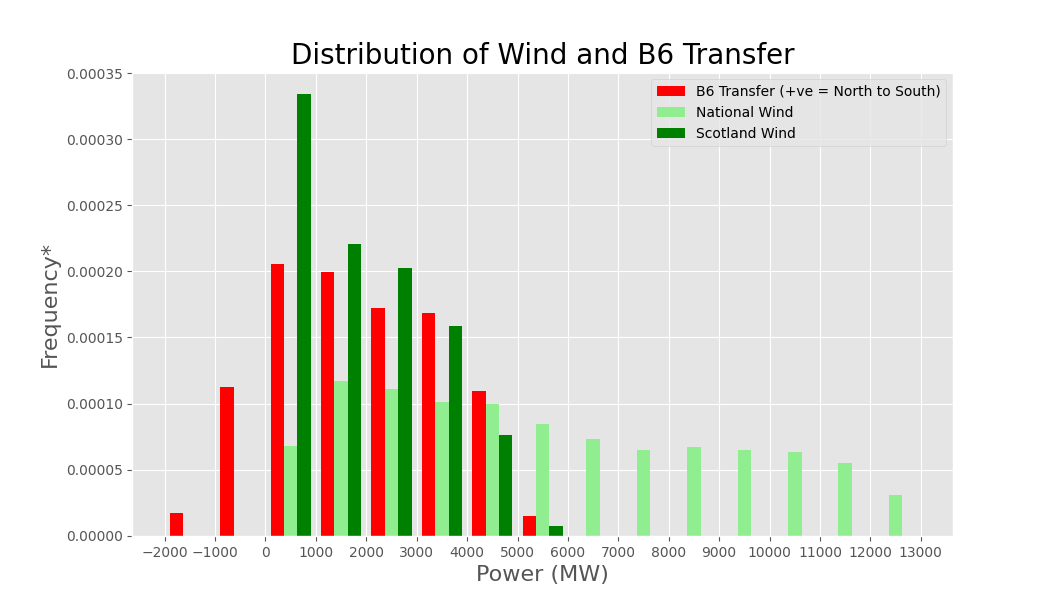 Distribution of Wind and B6 Transfer
0.00035
0.00030
0.00025
0.00020
0.00015
0.00010
0.00005
0.00000
Frequency*
B6 Transfer (+ve = North to South)
National Wind
Scotland Wind
−2000 −1000 0 1000 2000 3000 4000 5000 6000 7000 8000 9000 10000 11000 12000 13000
Power (MW)